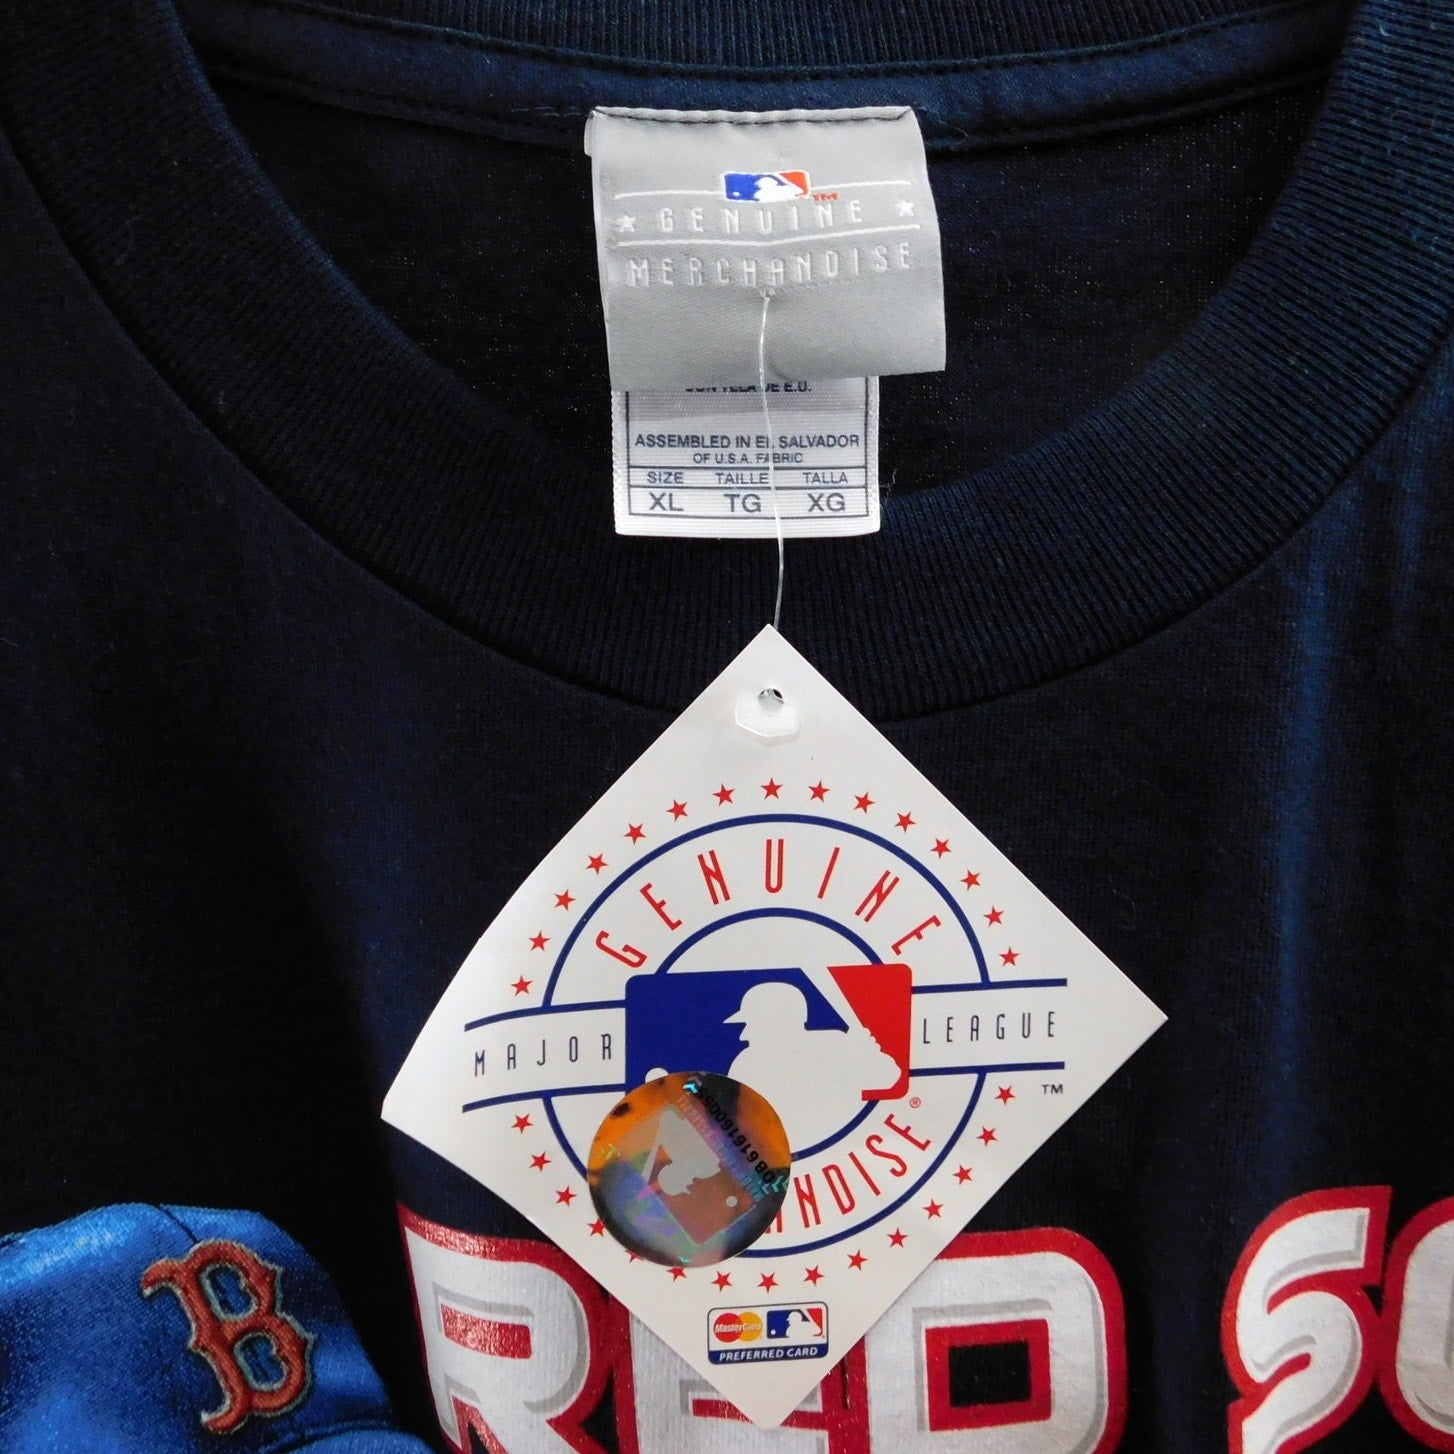 TM
GENUINE
MERCHANDISE
ASSEMBLED IN EL SALVADOR
OF U.S.A. FABRIC
SIZE TAILLE TALLA
XL TG XG
GENUINE
MAJOR LEAGUE
TM
®
MasterCard
PREFERRED CARD
B
RED